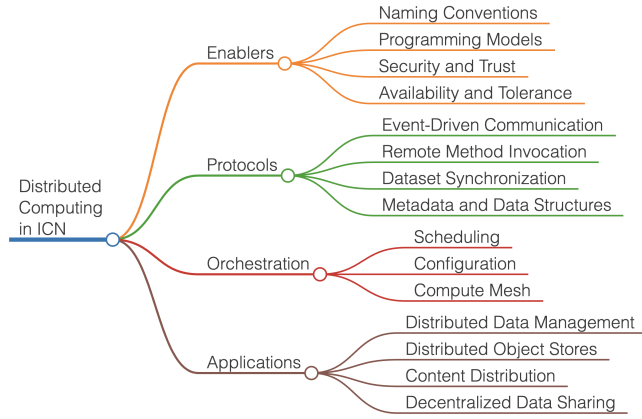 Distributed
Computing
in ICN
Enablers
Naming Conventions
Programming Models
Security and Trust
Availability and Tolerance
Protocols
Event-Driven Communication
Remote Method Invocation
Dataset Synchronization
Metadata and Data Structures
Orchestration
Scheduling
Configuration
Compute Mesh
Applications
Distributed Data Management
Distributed Object Stores
Content Distribution
Decentralized Data Sharing